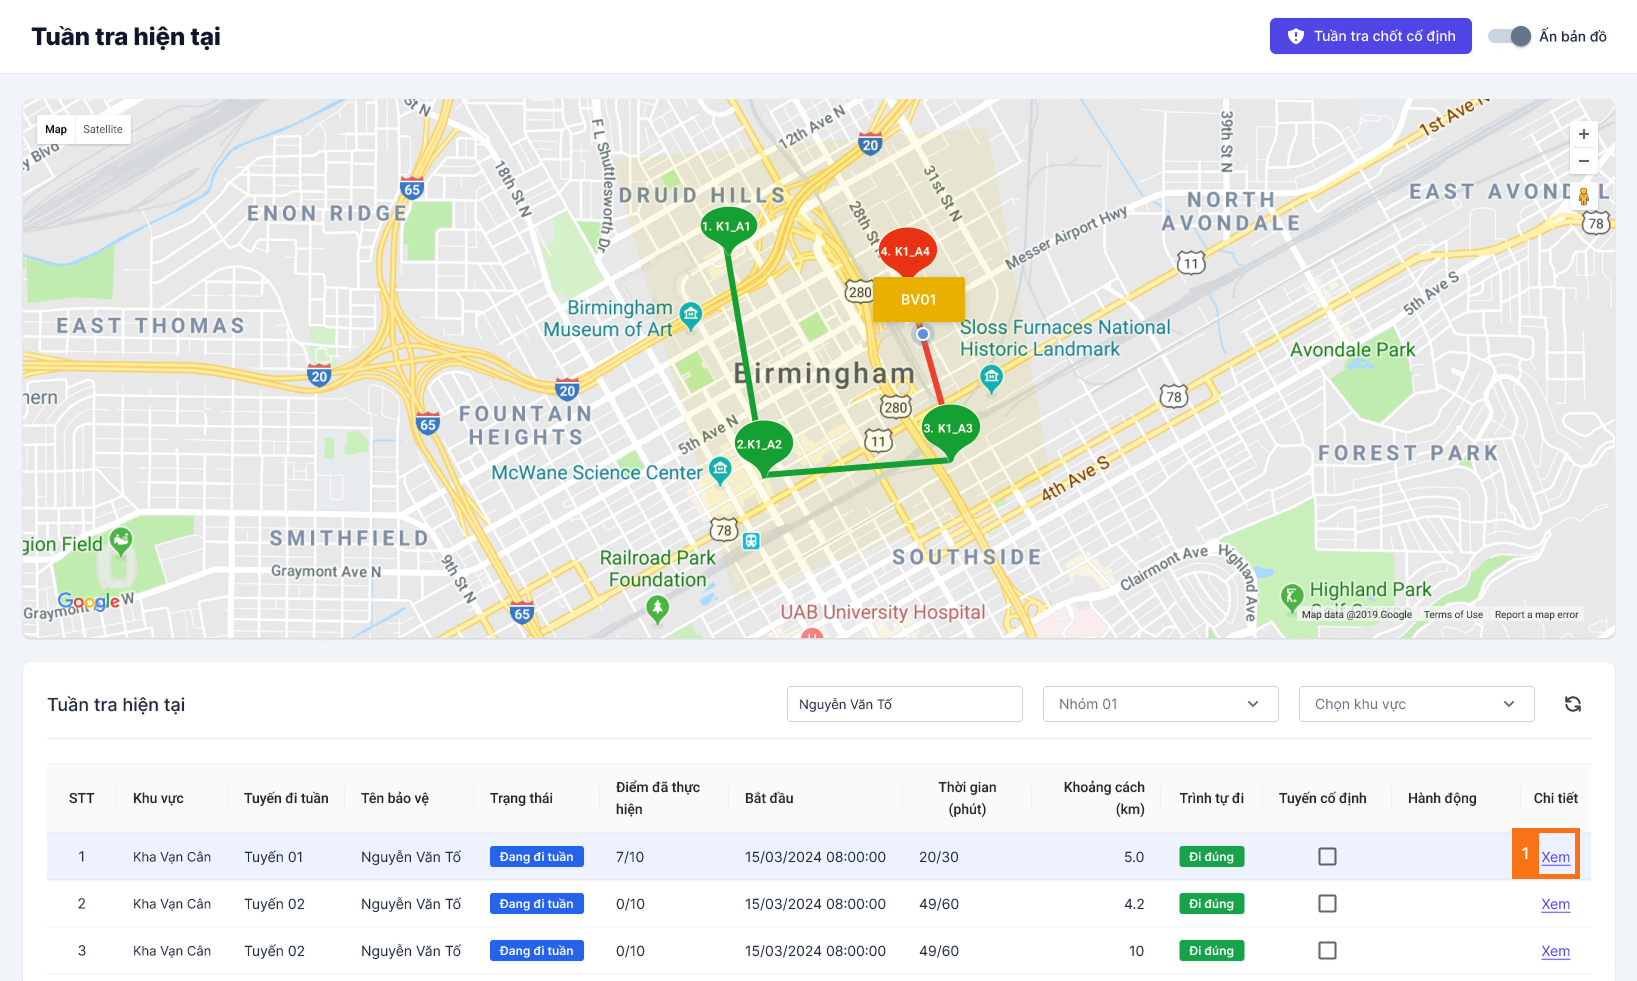 Tuần tra hiện tại
Tuần tra chốt cố định
Ẩn bản đồ
Map Satellite
y Blvd
N
F L Shuttlesworth Dr
18th St N
12th Ave N
20
31st St N
28th St
39th St N
1st Ave N
65
ENON RIDGE
DRUID HILLS
NORTH
AVONDALE
EAST AVONDAL
78
1. K1_A1
4. K1_A4
Messer Airport Hwy
11
280
BV01
5th Ave S
Birmingham
Museum of Art
EAST THOMAS
Sloss Furnaces National
Historic Landmark
Avondale Park
20
Birmingham
20
78
hern
280
FOUNTAIN
HEIGHTS
65
5th Ave N
2.K1_A2
11
3. K1_A3
FOREST PARK
McWane Science Center
4th Ave S
78
SMITHFIELD
gion Field
Graymont Ave N
9th St N
Railroad Park
Foundation
SOUTHSIDE
Clairmont Ave
Highland Ave
Highland Park
Graymont
W
Google
65
UAB University Hospital
Map data @2019 Google Terms of Use Report a map error
Tuần tra hiện tại
Nguyễn Văn Tố
Nhóm 01
Chọn khu vực
STT Khu vực Tuyến đi tuần Tên bảo vệ Trạng thái Điểm đã thực hiện Bắt đầu Thời gian (phút) Khoảng cách (km) Trình tự đi Tuyến cố định Hành động Chi tiết
1 Kha Vạn Cân Tuyến 01 Nguyễn Văn Tố Đang đi tuần 7/10 15/03/2024 08:00:00 20/30 5.0 Đi đúng 1 Xem
2 Kha Vạn Cân Tuyến 02 Nguyễn Văn Tố Đang đi tuần 0/10 15/03/2024 08:00:00 49/60 4.2 Đi đúng Xem
3 Kha Vạn Cân Tuyến 02 Nguyễn Văn Tố Đang đi tuần 0/10 15/03/2024 08:00:00 49/60 10 Đi đúng Xem